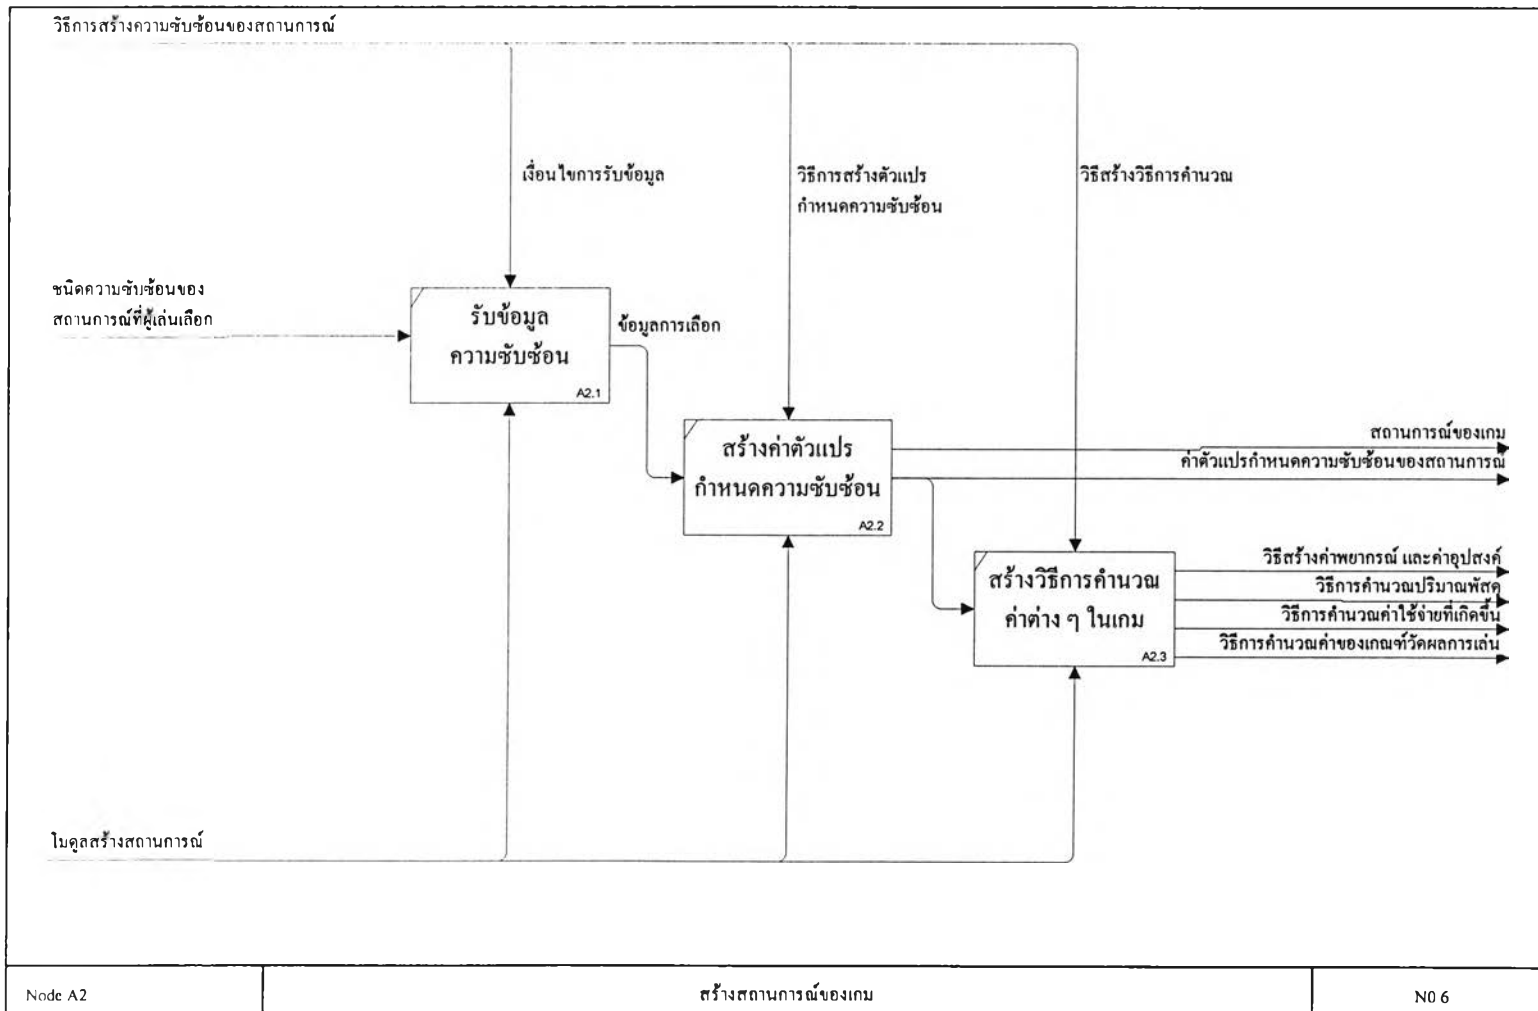 วิธีการสร้างความซับซ้อนของสถานการณ์
เงื่อนไขการรับข้อมูล
วิธีการสร้างตัวแปร
กำหนดความซับซ้อน
วิธีสร้างวิธีการคำนวณ
ชนิดความซับซ้อนของ
สถานการณ์ที่ผู้เล่นเลือก
รับข้อมูล
ความซับซ้อน
A2.1
ข้อมูลการเลือก
สร้างค่าตัวแปร
กำหนดความซับซ้อน
A2.2
สถานการณ์ของเกม
ค่าตัวแปรกำหนดความซับซ้อนของสถานการณ์
สร้างวิธีการคำนวณ
ค่าต่าง ๆ ในเกม
A2.3
วิธีสร้างค่าพยากรณ์ และค่าอุปสงค์
วิธีการคำนวณปริมาณพัสดุ
วิธีการคำนวณค่าใช้จ่ายที่เกิดขึ้น
วิธีการคำนวณค่าของเกณฑ์วัดผลการเล่น
โมดูลสร้างสถานการณ์
Node A2
สร้างสถานการณ์ของเกม
N0 6